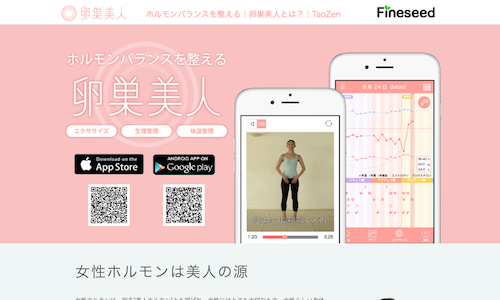 卵巣美人
ホルモンバランスを整える｜卵巣美人とは？｜TaoZen
Fineseed
ホルモンバランスを整える
卵巣美人
エクササイズ
生理管理
体温管理
Download on the
App Store
ANDROID APP ON
Google play
1:16
3:26
8月 24日 (Mon)
女性ホルモンは美人の源